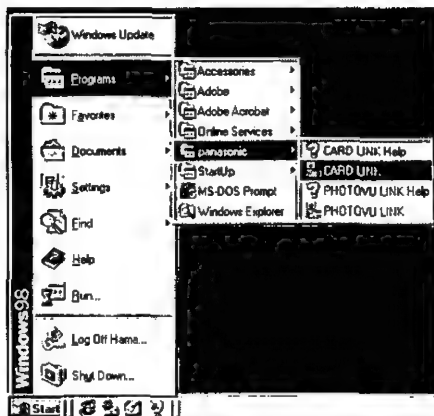 Windows Update
Programs
Favorites
Documents
Settings
Find
Help
Run...
Log Off Hama...
Shut Down...
Windows98
Start
Accessories
Adobe
Adobe Acrobat
Online Services
panasonic
StartUp
MS-DOS Prompt
Windows Explorer
CARD LINK Help
CARD LINK
PHOTOVU LINK Help
PHOTOVU LINK